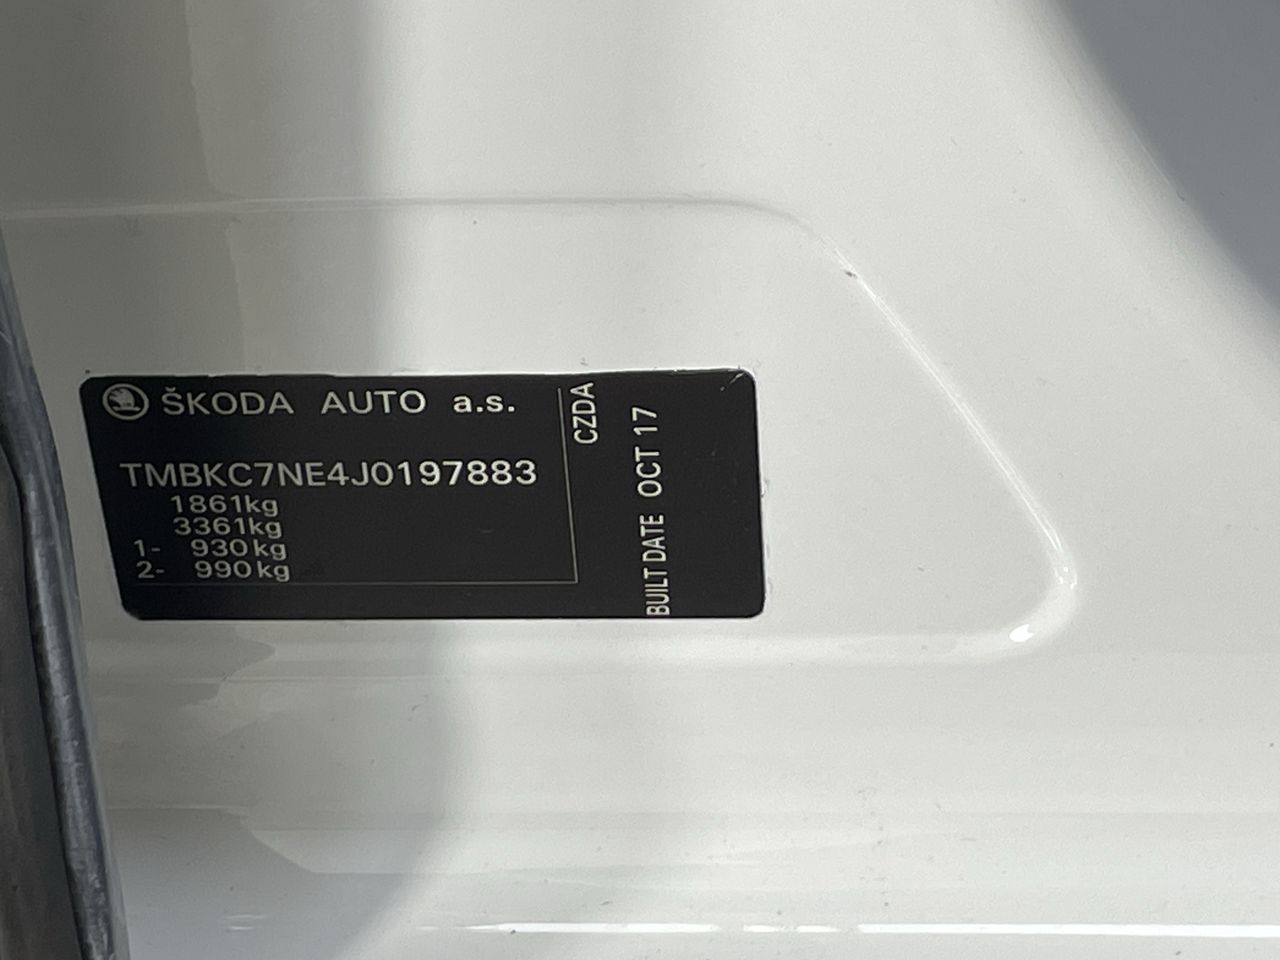 ŠKODA AUTO a.s.
TMBKC7NE4J0197883
1861kg
3361kg
1- 930kg
2- 990kg
CZDA
BUILT DATE OCT 17